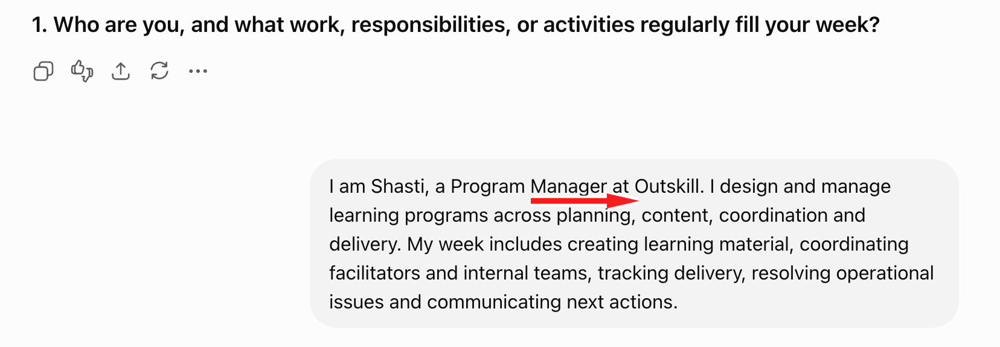 1. Who are you, and what work, responsibilities, or activities regularly fill your week?
I am Shasti, a Program Manager at Outskill. I design and manage
learning programs across planning, content, coordination and
delivery. My week includes creating learning material, coordinating
facilitators and internal teams, tracking delivery, resolving operational
issues and communicating next actions.